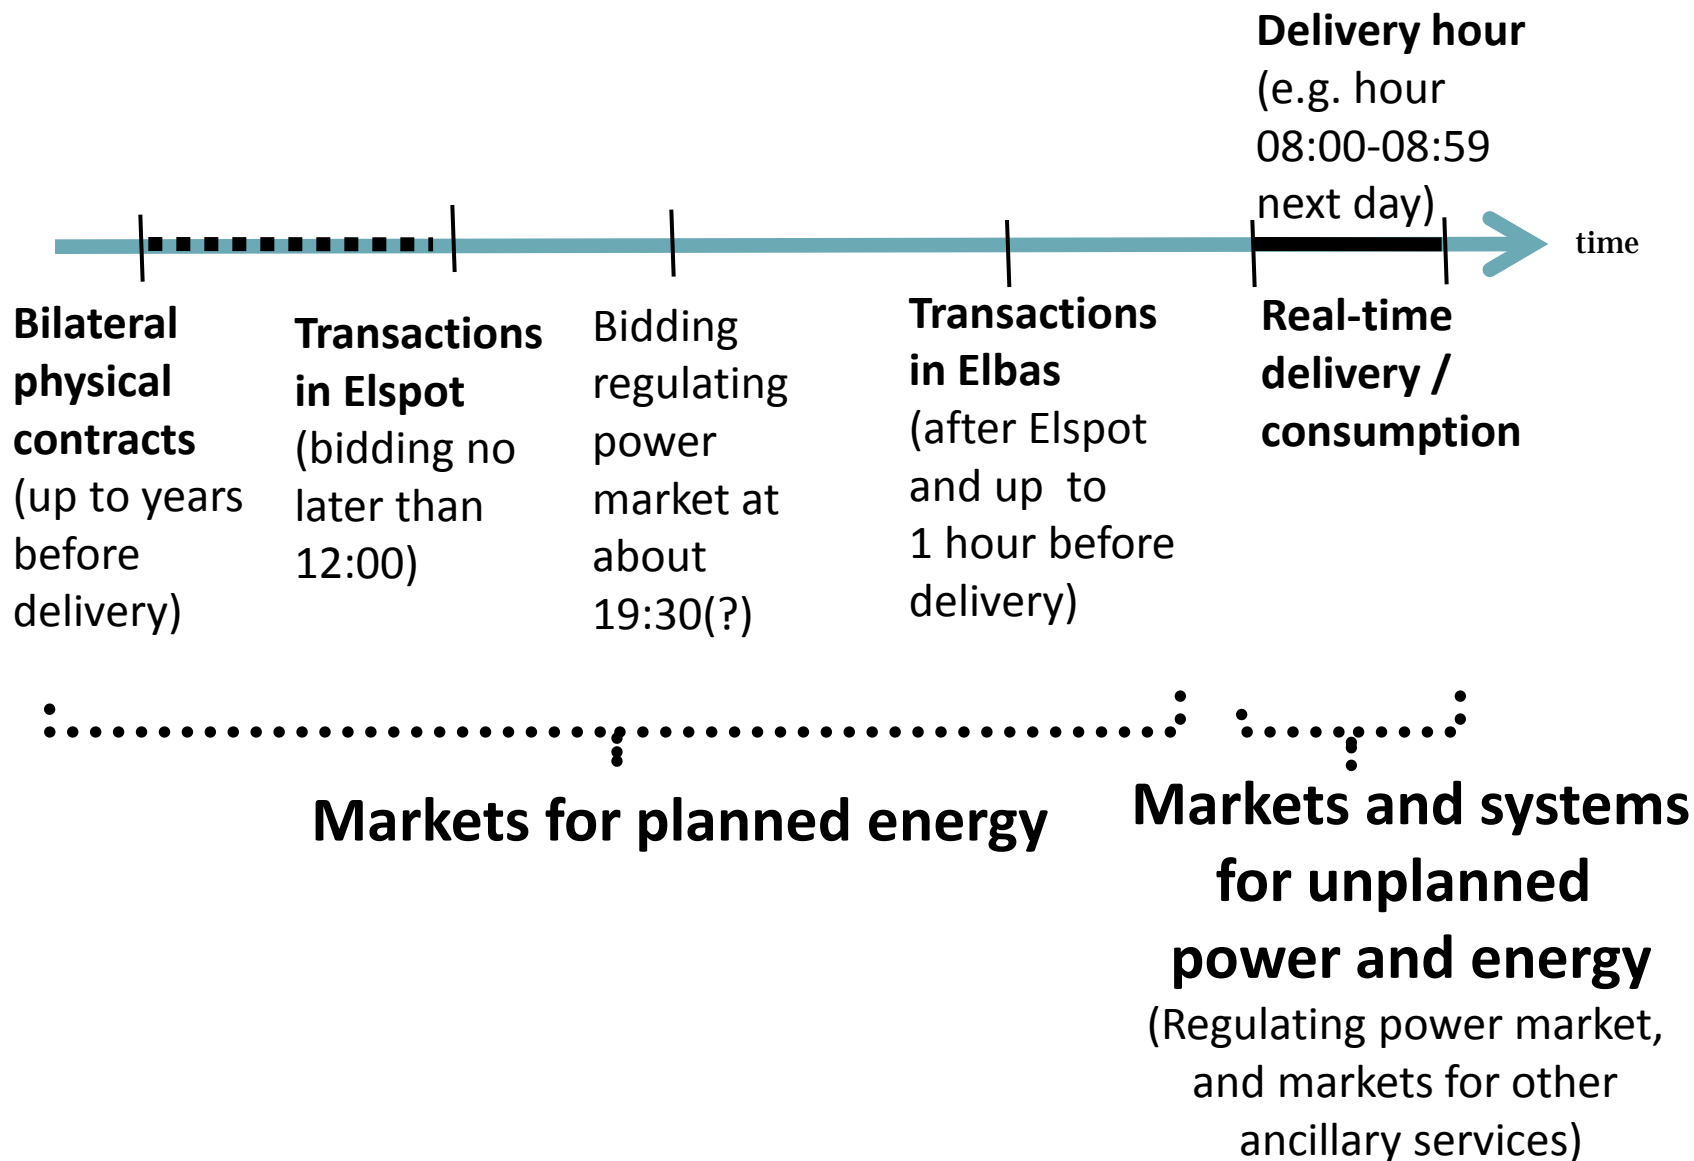 Delivery hour
(e.g. hour
08:00-08:59
next day)
time
Bilateral
physical
contracts
(up to years
before
delivery)
Transactions
in Elspot
(bidding no
later than
12:00)
Bidding
regulating
power
market at
about
19:30(?)
Transactions
in Elbas
(after Elspot
and up to
1 hour before
delivery)
Real-time
delivery /
consumption
Markets for planned energy
Markets and systems
for unplanned
power and energy
(Regulating power market,
and markets for other
ancillary services)